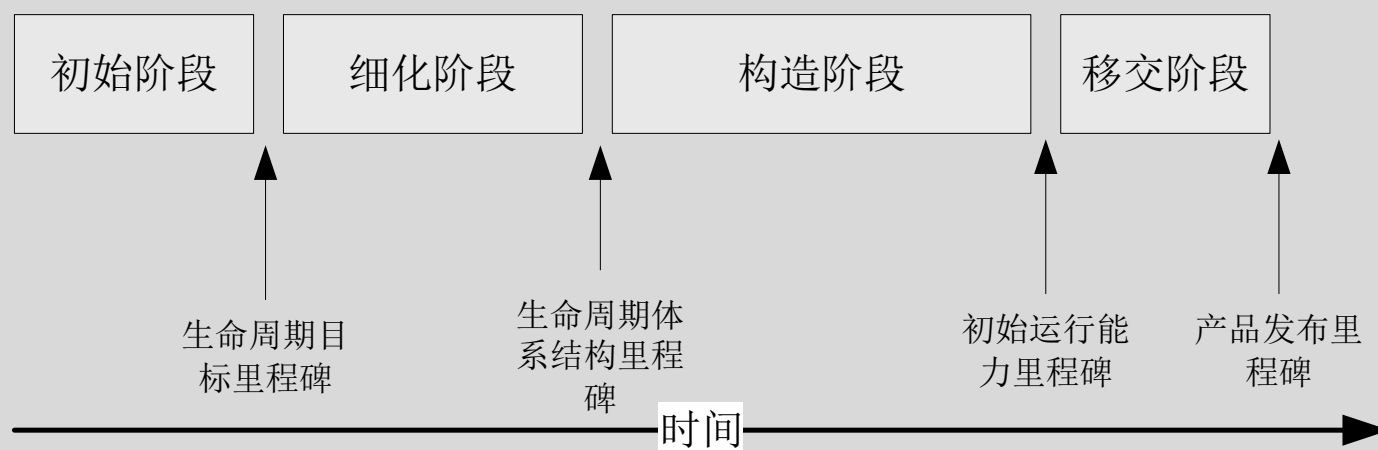 初始阶段
细化阶段
构造阶段
移交阶段
生命周期目
标里程碑
生命周期体
系结构里程
碑
初始运行能
力里程碑
产品发布里
程碑
时间